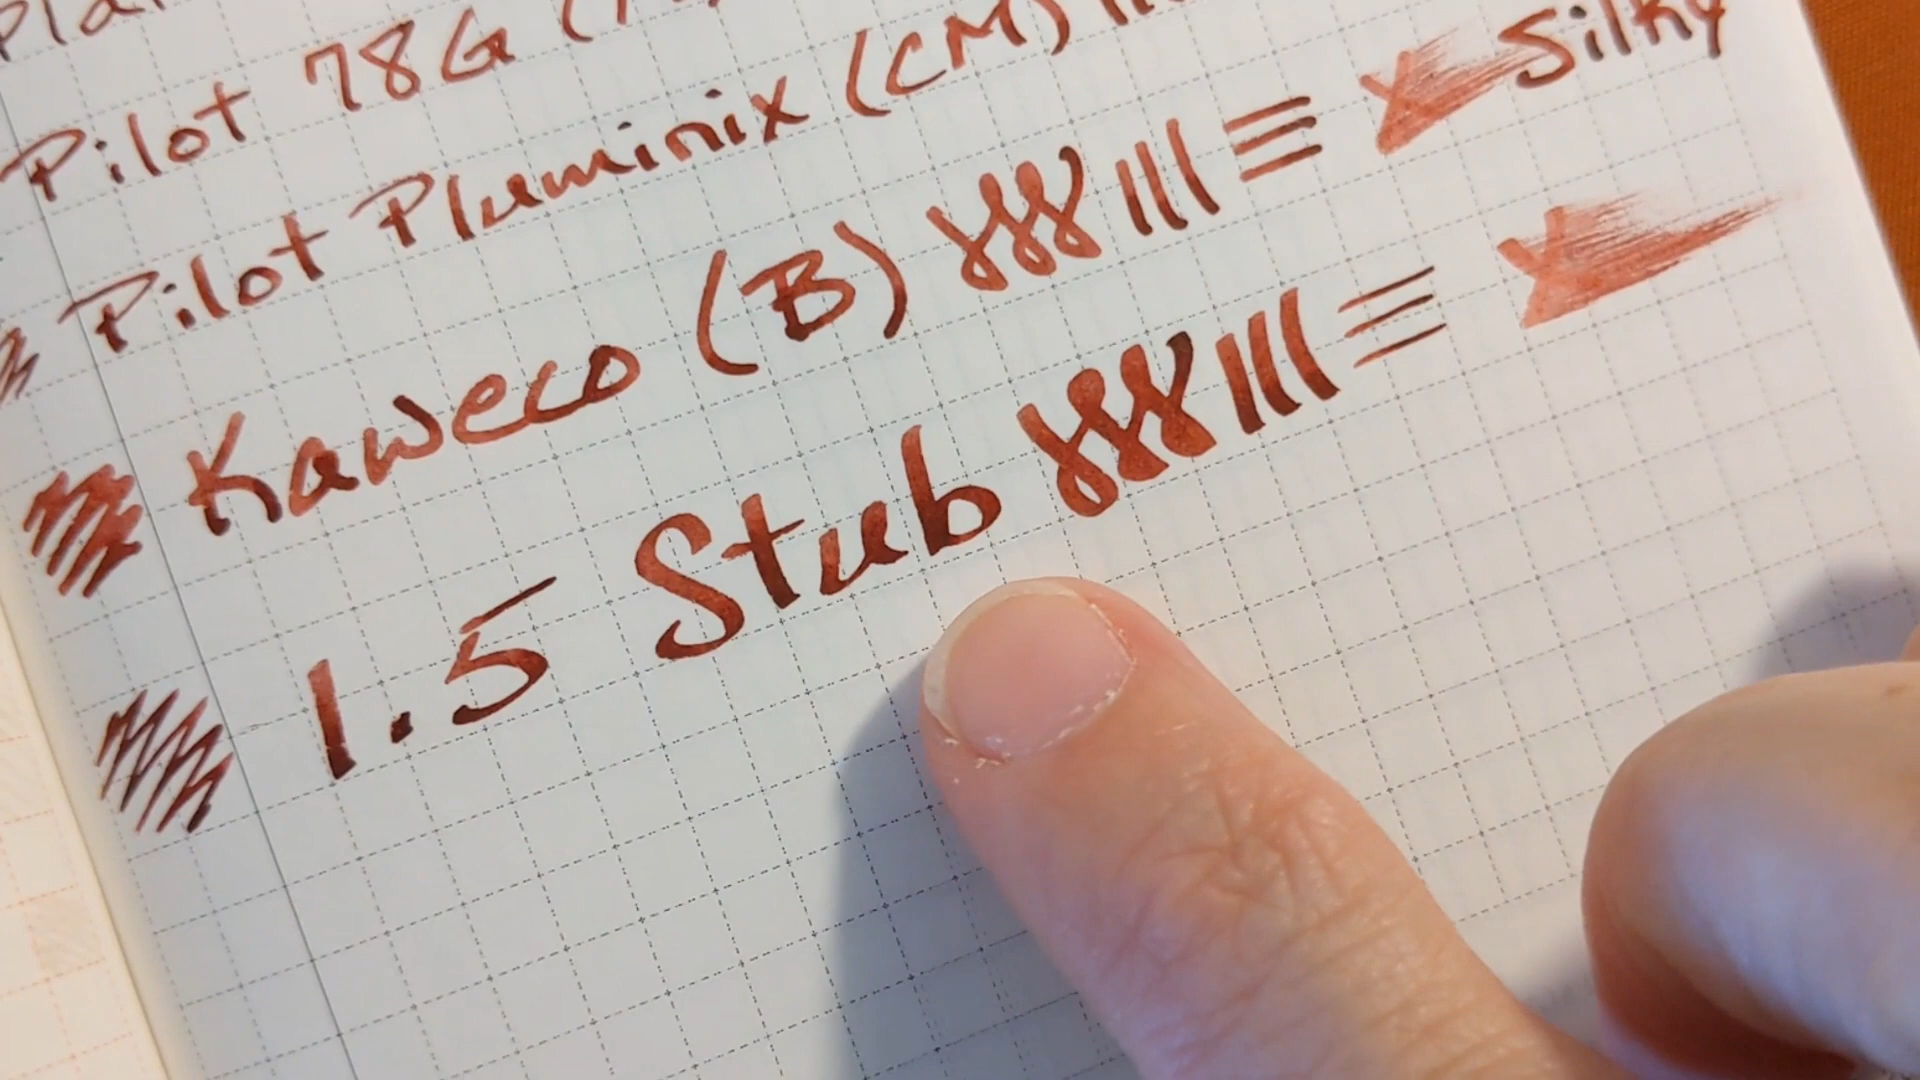 Pilot 78G
Pilot Pluminix (CM)
Kaweco (B) Silky
1.5 Stub